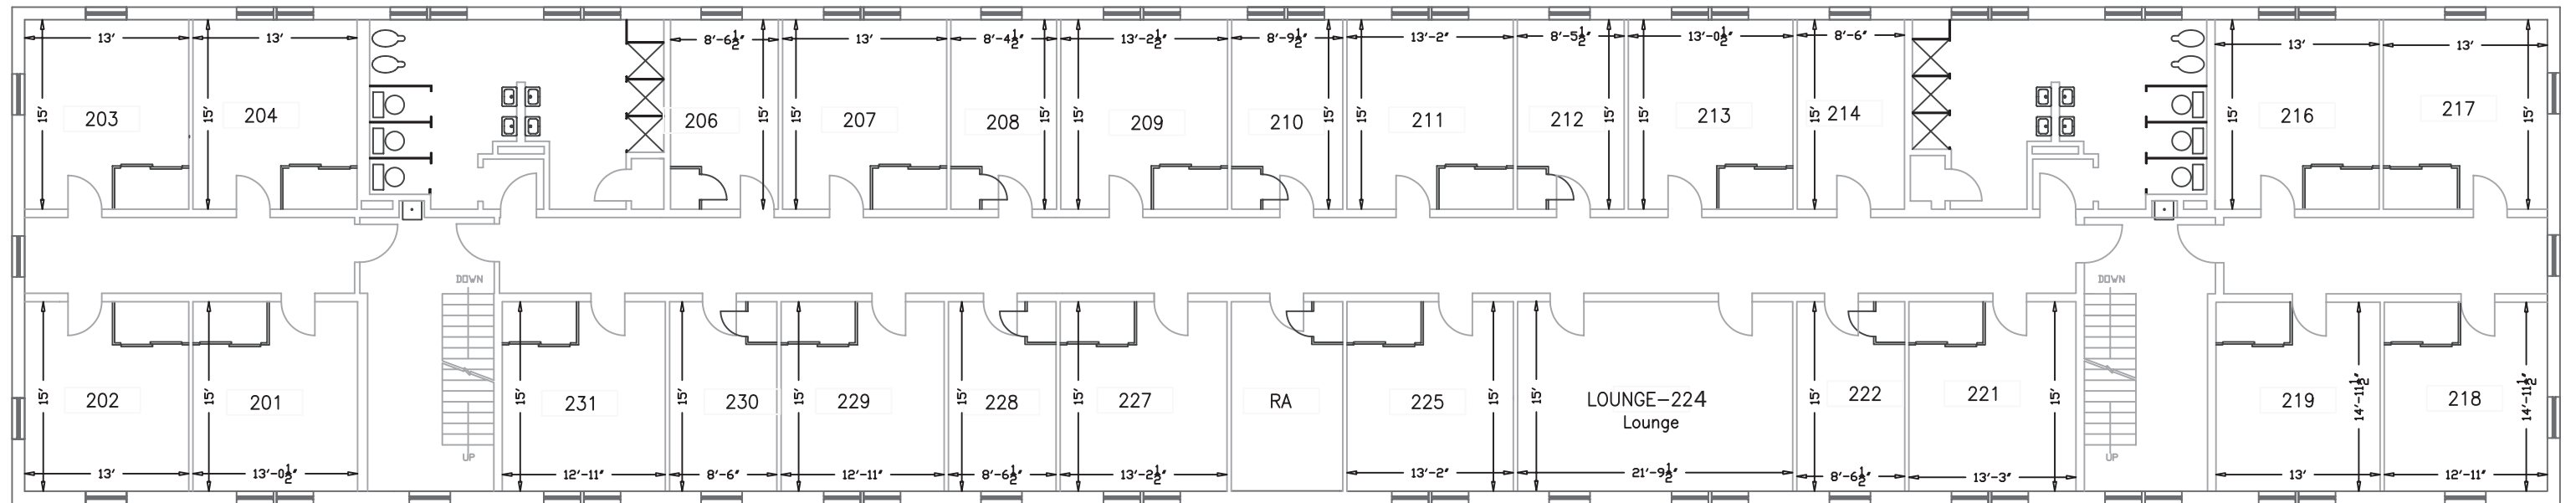 13' 13' 8'-6½" 13' 8'-4½" 13'-2½" 8'-9½" 13'-2" 8'-5½" 13'-0½" 8'-6" 13' 13'
15' 15' 15' 15' 15' 15' 15' 15' 15' 15' 15' 15'
203 204 206 207 208 209 210 211 212 213 214 216 217
DOWN DOWN
15' 15' 15' 15' 15' 15' 15' 15' 15' 15' 14'-11½" 14'-11½"
202 201 231 230 229 228 227 RA 225 LOUNGE-224 222 221 219 218
Lounge
UP UP
13' 13'-0½" 12'-11" 8'-6" 12'-11" 8'-6½" 13'-2½" 13'-2" 21'-9½" 8'-6½" 13'-3" 13' 12'-11"